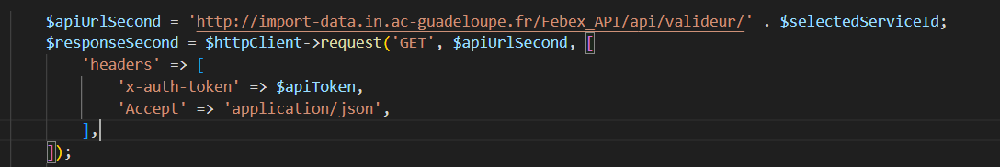 $apiUrlSecond = 'http://import-data.in.ac-guadeloupe.fr/Febex_API/api/valideur/' . $selectedServiceId;
$responseSecond = $httpClient->request('GET', $apiUrlSecond, [
'headers' => [
'x-auth-token' => $apiToken,
'Accept' => 'application/json',
],
]);